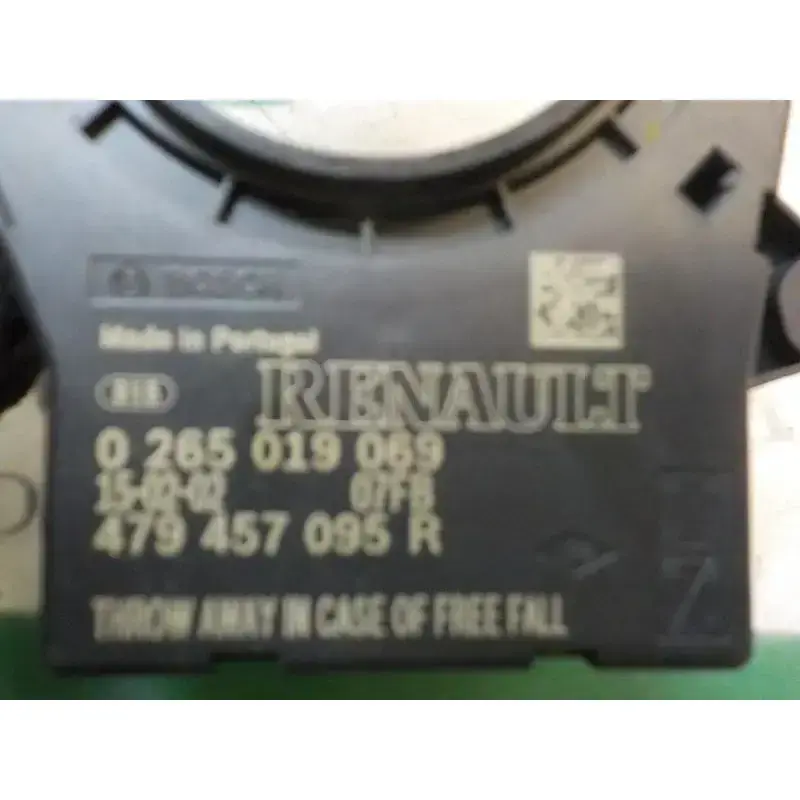 BOSCH
Made in Portugal
RENAULT
0 265 019 069
15-02-02 07FB
479 457 095 R
THROW AWAY IN CASE OF FREE FALL